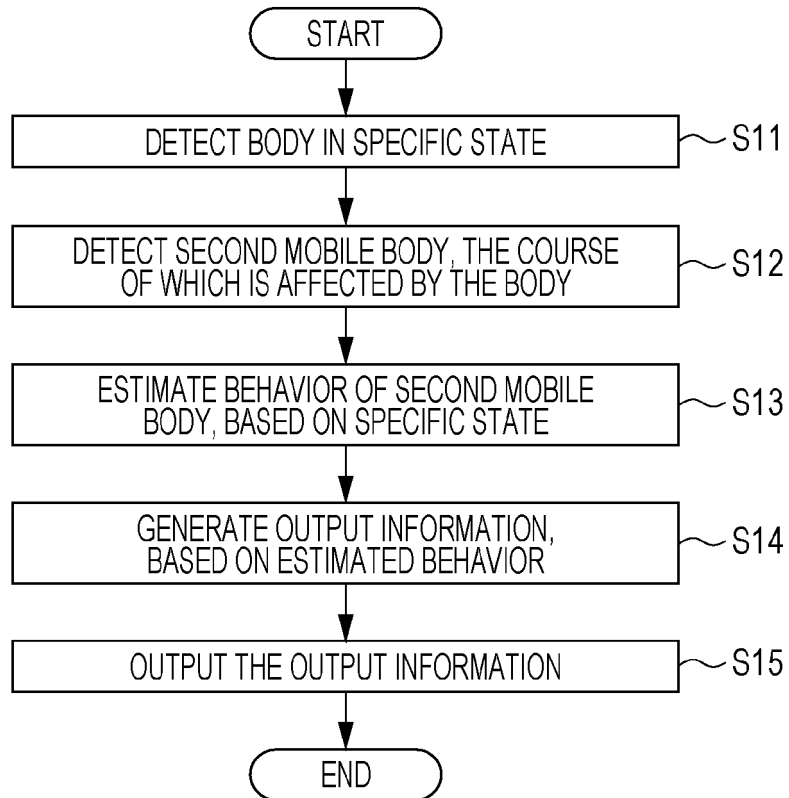 START
DETECT BODY IN SPECIFIC STATE
S11
DETECT SECOND MOBILE BODY, THE COURSE
OF WHICH IS AFFECTED BY THE BODY
S12
ESTIMATE BEHAVIOR OF SECOND MOBILE
BODY, BASED ON SPECIFIC STATE
S13
GENERATE OUTPUT INFORMATION,
BASED ON ESTIMATED BEHAVIOR
S14
OUTPUT THE OUTPUT INFORMATION
S15
END